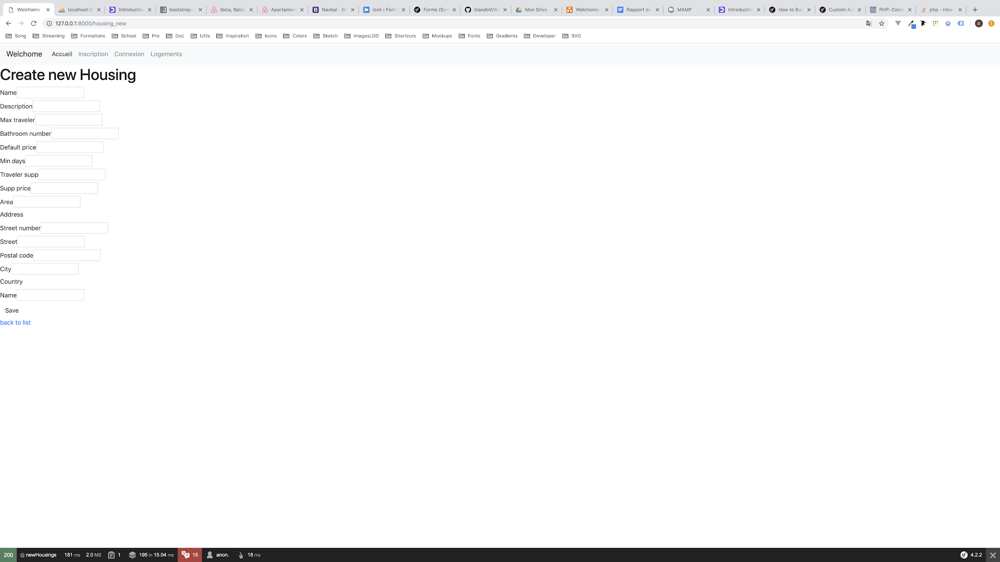 Welchome
localhost:8
Introduction
bootstrap-
Ibiza, Baléa
Apartament
Navbar · Bo
lock | Font
Forms (Sym
blandinf/We
Mon Drive -
Welchome-
Rapport de
MAMP
Introduction
How to Buil
Custom Aut
PHP: Const
php - How
127.0.0.1:8000/housing_new
B
Song Streaming Formations School Pro Doc Utils Inspiration Icons Colors Sketch ImagesLDD Shortcuts Mockups Fonts Gradients Developer SVG
Welchome Accueil Inscription Connexion Logements
Create new Housing
Name
Description
Max traveler
Bathroom number
Default price
Min days
Traveler supp
Supp price
Area
Address
Street number
Street
Postal code
City
Country
Name
Save
back to list
200 @ newHousings 181 ms 2.0 MB 1 195 in 15.04 ms 15 anon. 18 ms sf 4.2.2